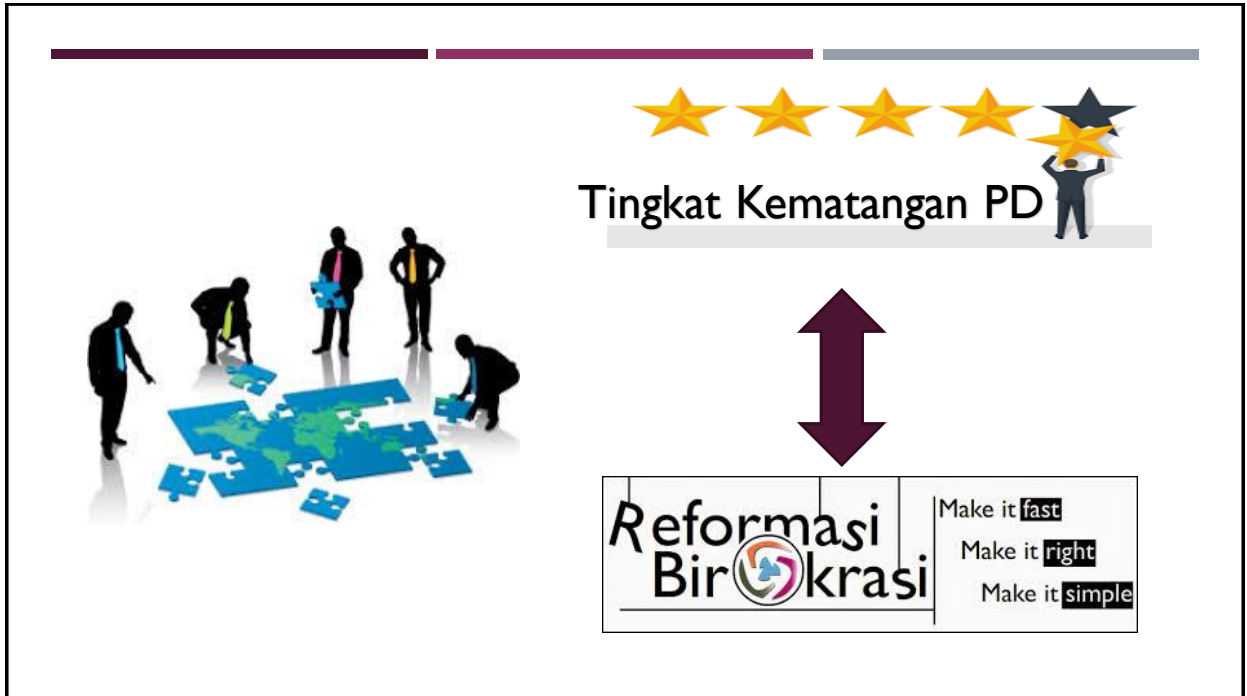 Tingkat Kematangan PD
Reformasi
Birokrasi
Make it fast
Make it right
Make it simple